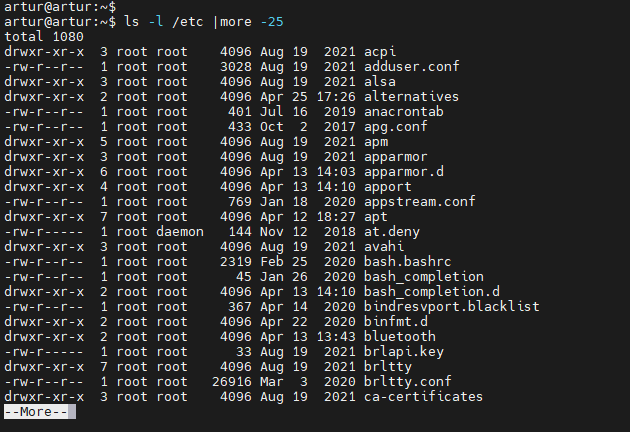 artur@artur:~$
artur@artur:~$ ls -l /etc |more -25
total 1080
drwxr-xr-x  3 root root    4096 Aug 19  2021 acpi
-rw-r--r--  1 root root    3028 Aug 19  2021 adduser.conf
drwxr-xr-x  3 root root    4096 Aug 19  2021 alsa
drwxr-xr-x  2 root root    4096 Apr 25 17:26 alternatives
-rw-r--r--  1 root root     401 Jul 16  2019 anacrontab
-rw-r--r--  1 root root     433 Oct  2  2017 apg.conf
drwxr-xr-x  5 root root    4096 Aug 19  2021 apm
drwxr-xr-x  3 root root    4096 Aug 19  2021 apparmor
drwxr-xr-x  6 root root    4096 Apr 13 14:03 apparmor.d
drwxr-xr-x  4 root root    4096 Apr 13 14:10 apport
-rw-r--r--  1 root root     769 Jan 18  2020 appstream.conf
drwxr-xr-x  7 root root    4096 Apr 12 18:27 apt
-rw-r-----  1 root daemon   144 Nov 12  2018 at.deny
drwxr-xr-x  3 root root    4096 Aug 19  2021 avahi
-rw-r--r--  1 root root    2319 Feb 25  2020 bash.bashrc
-rw-r--r--  1 root root      45 Jan 26  2020 bash_completion
drwxr-xr-x  2 root root    4096 Apr 13 14:10 bash_completion.d
-rw-r--r--  1 root root     367 Apr 14  2020 bindresvport.blacklist
drwxr-xr-x  2 root root    4096 Apr 22  2020 binfmt.d
drwxr-xr-x  2 root root    4096 Apr 13 13:43 bluetooth
-rw-r-----  1 root root      33 Aug 19  2021 brlapi.key
drwxr-xr-x  7 root root    4096 Aug 19  2021 brltty
-rw-r--r--  1 root root   26916 Mar  3  2020 brltty.conf
drwxr-xr-x  3 root root    4096 Aug 19  2021 ca-certificates
--More--